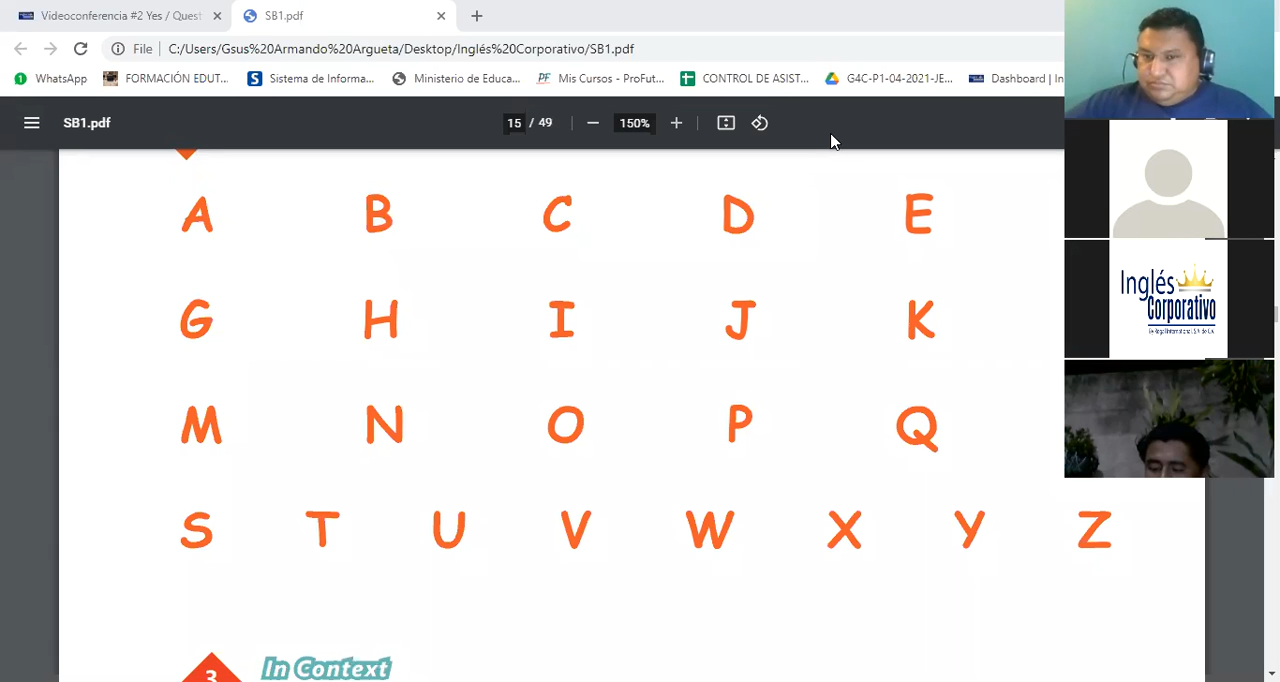 Videoconferencia #2 Yes / Quest
SB1.pdf
File
C:/Users/Gsus%20Armando%20Argueta/Desktop/Inglés%20Corporativo/SB1.pdf
WhatsApp
FORMACIÓN EDUT...
Sistema de Informa...
Ministerio de Educa...
Mis Cursos - ProFut...
CONTROL DE ASIST...
G4C-P1-04-2021-JE...
Dashboard | In
SB1.pdf
15 / 49
150%
A B C D E
G H I J K
M N O P Q
S T U V W X Y Z
3 In Context
Inglés
Corporativo